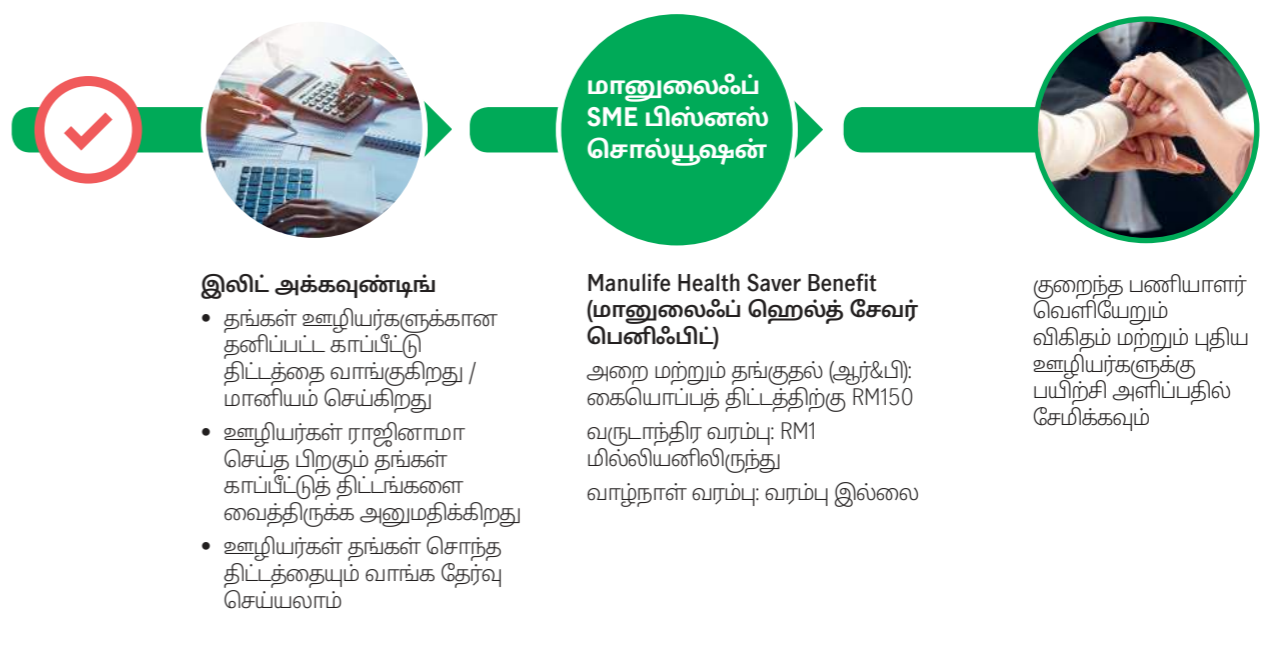 மானுலைஃப்
SME பிஸ்னஸ்
சொல்யூஷன்
இலிட் அக்கவுண்டிங்
• தங்கள் ஊழியர்களுக்கான
தனிப்பட்ட காப்பீட்டு
திட்டத்தை வாங்குகிறது /
மானியம் செய்கிறது
• ஊழியர்கள் ராஜினாமா
செய்த பிறகும் தங்கள்
காப்பீட்டுத் திட்டங்களை
வைத்திருக்க அனுமதிக்கிறது
• ஊழியர்கள் தங்கள் சொந்த
திட்டத்தையும் வாங்க தேர்வு
செய்யலாம்
Manulife Health Saver Benefit
(மானுலைஃப் ஹெல்த் சேவர்
பெனிஃபிட்)
அறை மற்றும் தங்குதல் (ஆர்&பி):
கையொப்பத் திட்டத்திற்கு RM150
வருடாந்திர வரம்பு: RM1
மில்லியனிலிருந்து
வாழ்நாள் வரம்பு: வரம்பு இல்லை
குறைந்த பணியாளர்
வெளியேறும்
விகிதம் மற்றும் புதிய
ஊழியர்களுக்கு
பயிற்சி அளிப்பதில்
சேமிக்கவும்